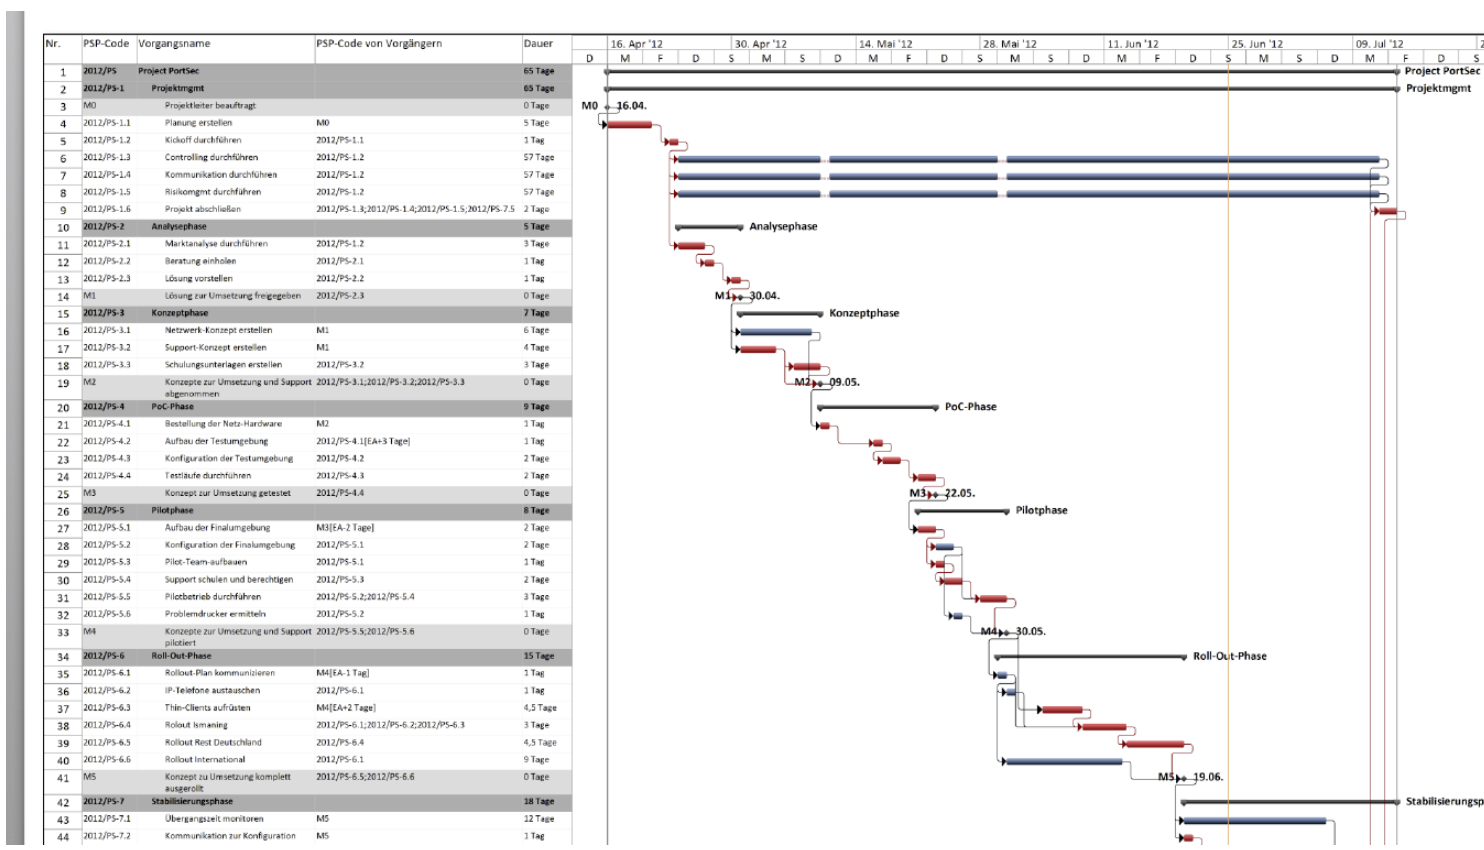 Nr. PSP-Code Vorgangsname PSP-Code von Vorgängern Dauer 16. Apr '12 30. Apr '12 14. Mai '12 28. Mai '12 11. Jun '12 25. Jun '12 09. Jul '12
D M F D S S D M F D S M S D M F S M S D M F D S
1 2012/PS Project PortSec 65 Tage Project PortSec
2 2012/PS-1 Projektmgmt 65 Tage Projektmgmt
3 M0 Projektleiter beauftragt 0 Tage M0 16.04.
4 2012/PS-1.1 Planung erstellen M0 5 Tage
5 2012/PS-1.2 Kickoff durchführen 2012/PS-1.1 1 Tag
6 2012/PS-1.3 Controlling durchführen 2012/PS-1.2 57 Tage
7 2012/PS-1.4 Kommunikation durchführen 2012/PS-1.2 57 Tage
8 2012/PS-1.5 Risikomgmt durchführen 2012/PS-1.2 57 Tage
9 2012/PS-1.6 Projekt abschließen 2012/PS-1.3;2012/PS-1.4;2012/PS-1.5;2012/PS-7.5 2 Tage
10 2012/PS-2 Analysephase 5 Tage Analysephase
11 2012/PS-2.1 Marktanalyse durchführen 2012/PS-1.2 3 Tage
12 2012/PS-2.2 Beratung einholen 2012/PS-2.1 1 Tag
13 2012/PS-2.3 Lösung vorstellen 2012/PS-2.2 1 Tag
14 M1 Lösung zur Umsetzung freigegeben 2012/PS-2.3 0 Tage M1 30.04.
15 2012/PS-3 Konzeptphase 7 Tage Konzeptphase
16 2012/PS-3.1 Netzwerk-Konzept erstellen M1 6 Tage
17 2012/PS-3.2 Support-Konzept erstellen M1 4 Tage
18 2012/PS-3.3 Schulungsunterlagen erstellen 2012/PS-3.2 3 Tage
19 M2 Konzepte zur Umsetzung und Support 2012/PS-3.1;2012/PS-3.2;2012/PS-3.3 0 Tage M2 09.05.
abgenommen
20 2012/PS-4 PoC-Phase 9 Tage PoC-Phase
21 2012/PS-4.1 Bestellung der Netz-Hardware M2 1 Tag
22 2012/PS-4.2 Aufbau der Testumgebung 2012/PS-4.1[EA+3 Tage] 1 Tag
23 2012/PS-4.3 Konfiguration der Testumgebung 2012/PS-4.2 2 Tage
24 2012/PS-4.4 Testläufe durchführen 2012/PS-4.3 2 Tage
25 M3 Konzept zur Umsetzung getestet 2012/PS-4.4 0 Tage M3 22.05.
26 2012/PS-5 Pilotphase 8 Tage Pilotphase
27 2012/PS-5.1 Aufbau der Finalumgebung M3[EA-2 Tage] 2 Tage
28 2012/PS-5.2 Konfiguration der Finalumgebung 2012/PS-5.1 2 Tage
29 2012/PS-5.3 Pilot-Team-aufbauen 2012/PS-5.1 1 Tag
30 2012/PS-5.4 Support schulen und berechtigen 2012/PS-5.3 2 Tage
31 2012/PS-5.5 Pilotbetrieb durchführen 2012/PS-5.2;2012/PS-5.4 3 Tage
32 2012/PS-5.6 Problemdrucker ermitteln 2012/PS-5.2 1 Tag
33 M4 Konzepte zur Umsetzung und Support 2012/PS-5.5;2012/PS-5.6 0 Tage M4 30.05.
pilotiert
34 2012/PS-6 Roll-Out-Phase 15 Tage Roll-Out-Phase
35 2012/PS-6.1 Rollout-Plan kommunizieren M4[EA-1 Tag] 1 Tag
36 2012/PS-6.2 IP-Telefone austauschen 2012/PS-6.1 1 Tag
37 2012/PS-6.3 Thin-Clients aufrüsten M4[EA+2 Tage] 4,5 Tage
38 2012/PS-6.4 Rolout Ismaning 2012/PS-6.1;2012/PS-6.2;2012/PS-6.3 3 Tage
39 2012/PS-6.5 Rollout Rest Deutschland 2012/PS-6.4 4,5 Tage
40 2012/PS-6.6 Rollout International 2012/PS-6.1 9 Tage
41 M5 Konzept zu Umsetzung komplett 2012/PS-6.5;2012/PS-6.6 0 Tage M5 19.06.
ausgerollt
42 2012/PS-7 Stabilisierungsphase 18 Tage Stabilisierungsp
43 2012/PS-7.1 Übergangszeit monitoren M5 12 Tage
44 2012/PS-7.2 Kommunikation zur Konfiguration M5 1 Tag